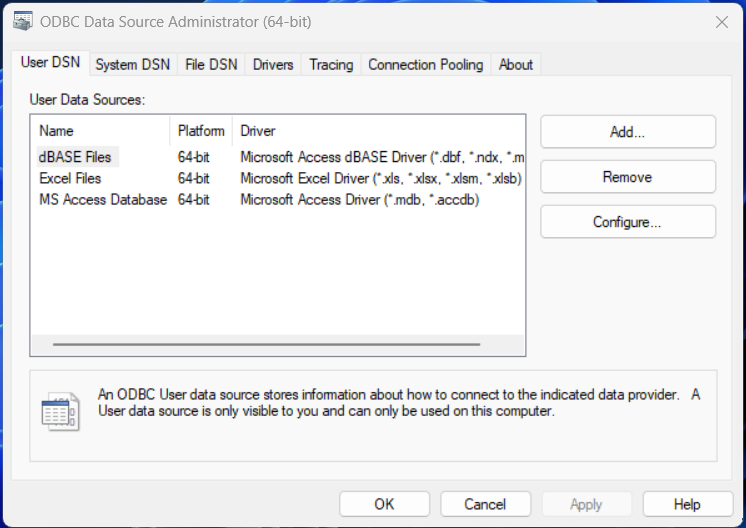 ODBC Data Source Administrator (64-bit)
User DSN System DSN File DSN Drivers Tracing Connection Pooling About
User Data Sources:
Name Platform Driver
dBASE Files 64-bit Microsoft Access dBASE Driver (*.dbf, *.ndx, *.m
Excel Files 64-bit Microsoft Excel Driver (*.xls, *.xlsx, *.xlsm, *.xlsb)
MS Access Database 64-bit Microsoft Access Driver (*.mdb, *.accdb)
Add...
Remove
Configure...
An ODBC User data source stores information about how to connect to the indicated data provider. A
User data source is only visible to you and can only be used on this computer.
OK Cancel Apply Help